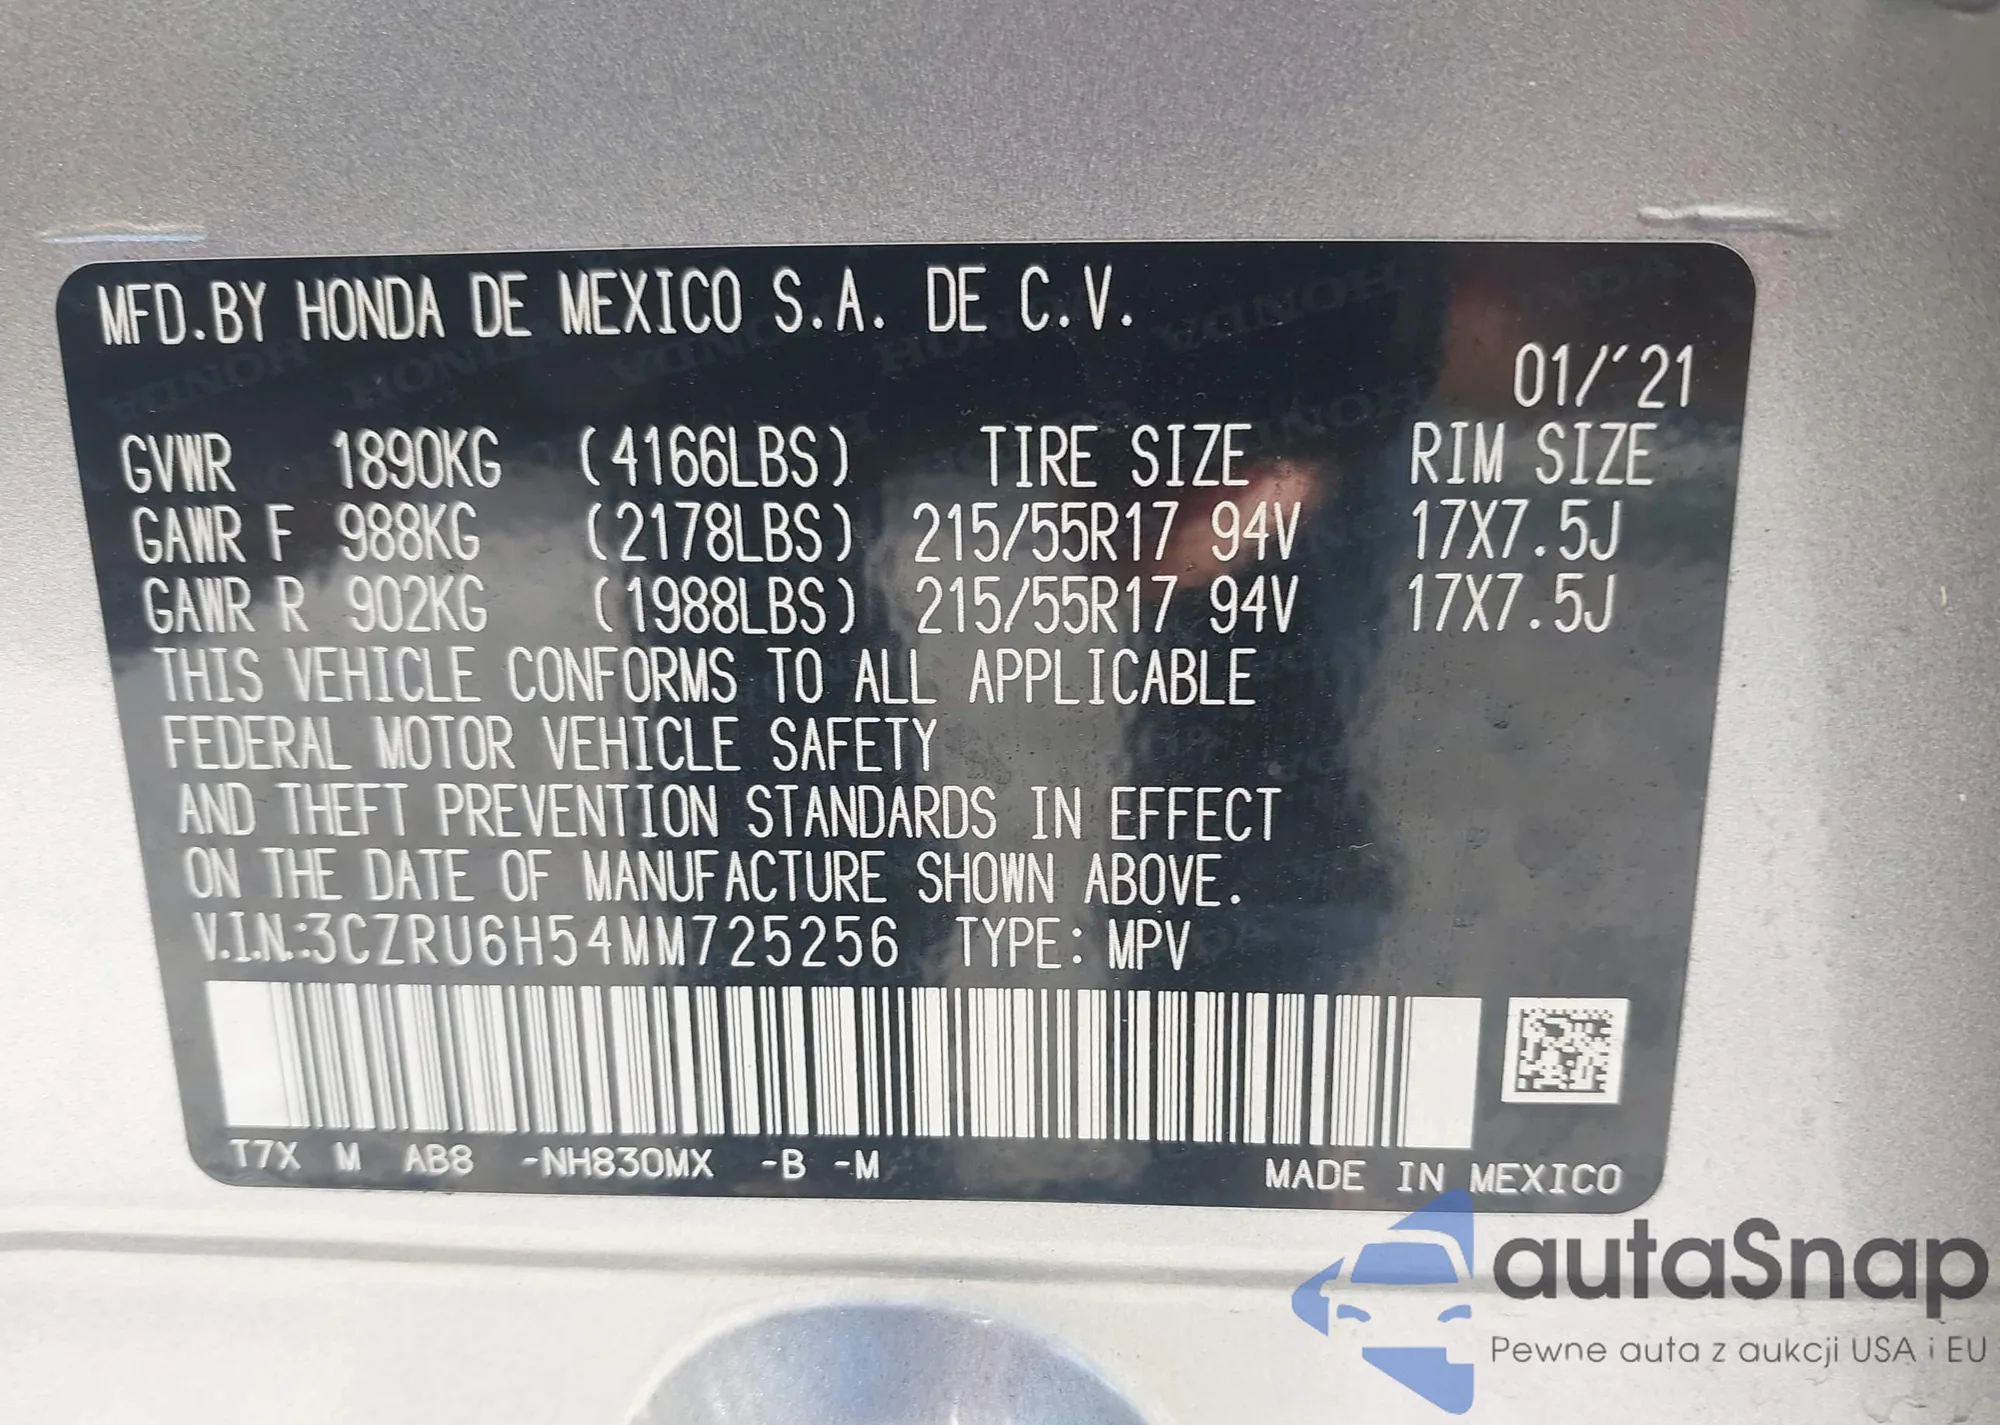 MFD.BY HONDA DE MEXICO S.A. DE C.V.
01/'21
GVWR 1890KG (4166LBS) TIRE SIZE RIM SIZE
GAWR F 988KG (2178LBS) 215/55R17 94V 17X7.5J
GAWR R 902KG (1988LBS) 215/55R17 94V 17X7.5J
THIS VEHICLE CONFORMS TO ALL APPLICABLE
FEDERAL MOTOR VEHICLE SAFETY
AND THEFT PREVENTION STANDARDS IN EFFECT
ON THE DATE OF MANUFACTURE SHOWN ABOVE.
V.I.N.:3CZRU6H54MM725256 TYPE: MPV
T7X M AB8 -NH830MX -B -M MADE IN MEXICO
autaSnap
Pewne auta z aukcji USA i EU